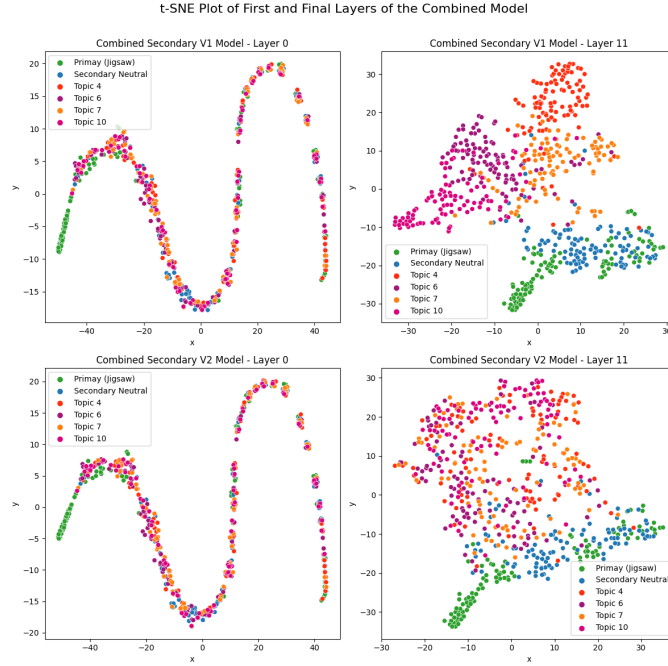 t-SNE Plot of First and Final Layers of the Combined Model
Combined Secondary V1 Model - Layer 0
20
15
10
5
0
−5
−10
−15
y
−40
−20
0
20
40
x
Primay (Jigsaw)
Secondary Neutral
Topic 4
Topic 6
Topic 7
Topic 10
Combined Secondary V1 Model - Layer 11
30
20
10
0
−10
−20
−30
y
−30
−20
−10
0
10
20
30
x
Primay (Jigsaw)
Secondary Neutral
Topic 4
Topic 6
Topic 7
Topic 10
Combined Secondary V2 Model - Layer 0
20
15
10
5
0
−5
−10
−15
−20
y
−60
−40
−20
0
20
40
x
Primay (Jigsaw)
Secondary Neutral
Topic 4
Topic 6
Topic 7
Topic 10
Combined Secondary V2 Model - Layer 11
30
20
10
0
−10
−20
−30
y
−30
−20
−10
0
10
20
30
x
Primay (Jigsaw)
Secondary Neutral
Topic 4
Topic 6
Topic 7
Topic 10